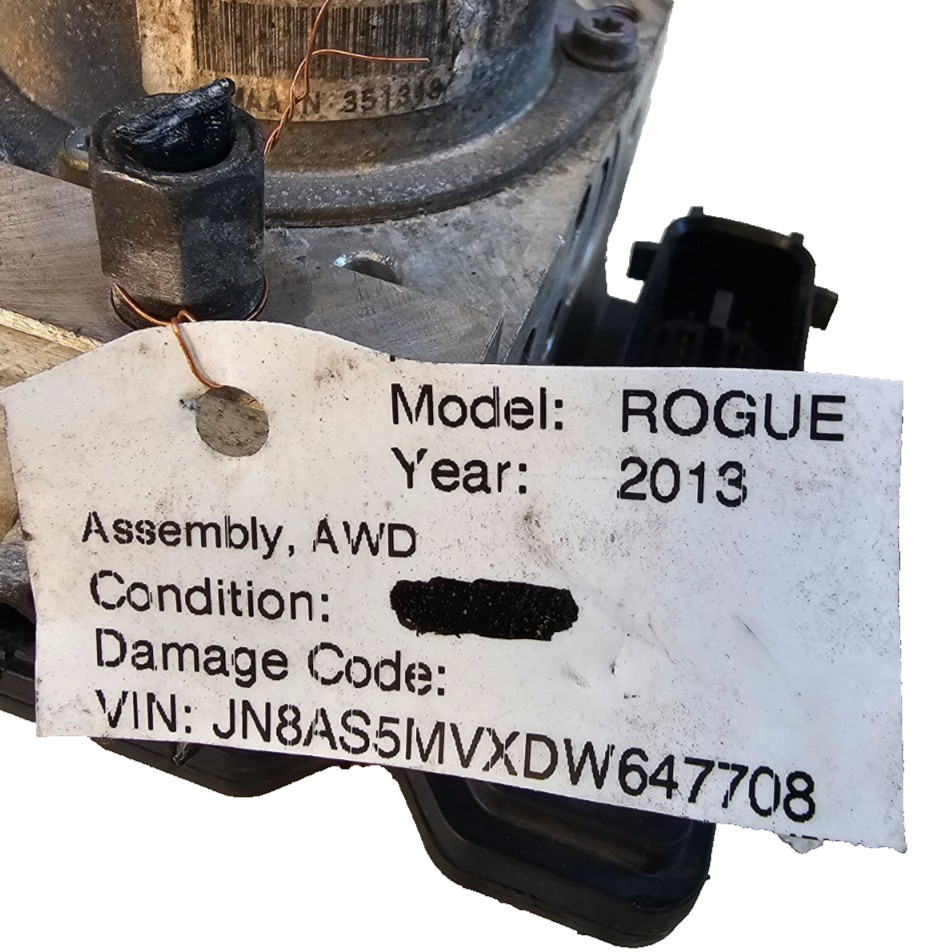 Model: ROGUE
Year: 2013
Assembly, AWD
Condition:
Damage Code:
VIN: JN8AS5MVXDW647708